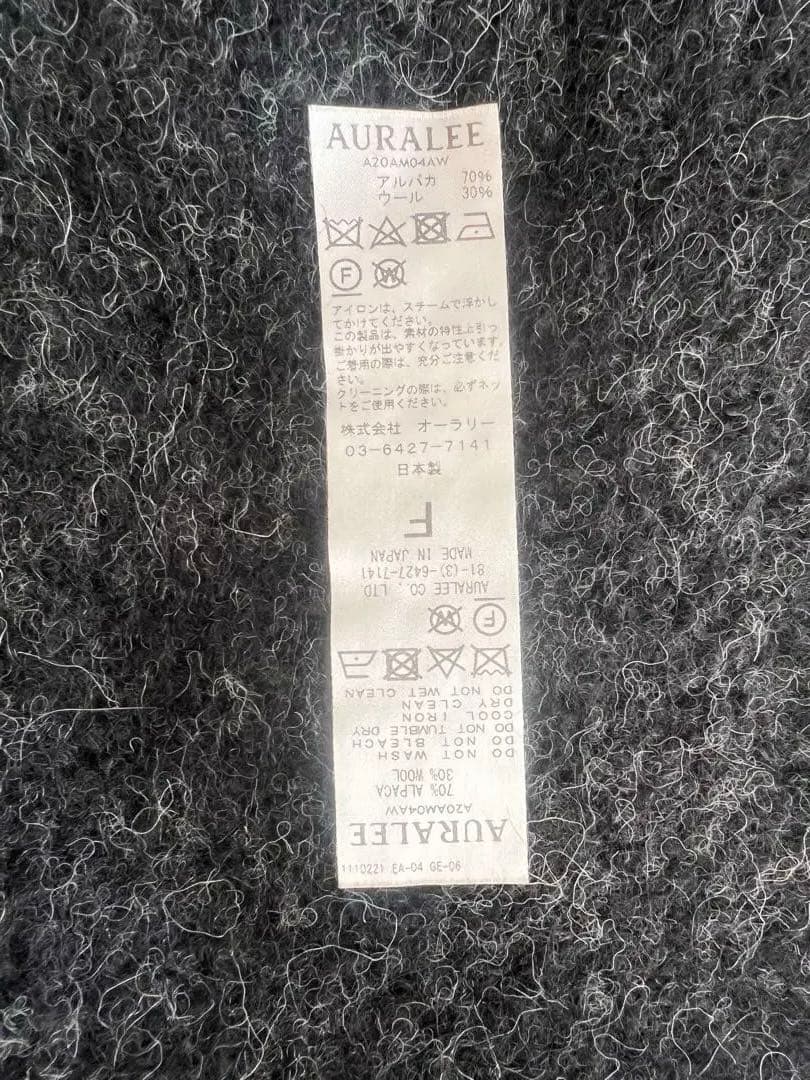 AURALEE
A20AM04AW
アルパカ 70%
ウール 30%
F W
アイロンは、スチームで浮かし
てかけてください。
この製品は、素材の特性上引っ
掛かりが出やすくなっています。
ご着用の際は、充分ご注意くだ
さい。
クリーニングの際は、必ずネッ
トをご使用ください。
株式会社 オーラリー
03-6427-7141
日本製
F
AURALEE
A20AM04AW
70% ALPACA
30% WOOL
DO NOT WASH
DO NOT BLEACH
DO NOT TUMBLE DRY
COOL IRON
DRY CLEAN
DO NOT WET CLEAN
F W
AURALEE CO., LTD.
81-(3)-6427-7141
MADE IN JAPAN
1110221 EA-04 GE-06